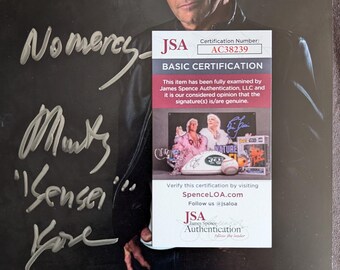 No mercy
JSA
Certification Number:
AC38239
BASIC CERTIFICATION
This item has been fully examined by
James Spence Authentication, LLC and
it is our considered opinion that the
signature(s) is/are genuine.
Verify this certification by visiting
SpenceLOA.com
Follow us @jsaloa
JSA
James Spence
Authentication
"Sensei"